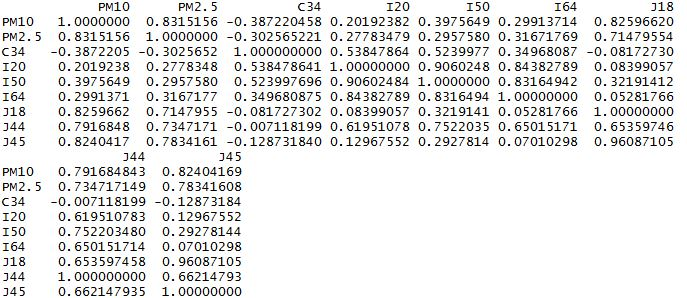 PM10 PM2.5 C34 I20 I50 I64 J18
PM10 1.0000000 0.8315156 -0.387220458 0.20192382 0.3975649 0.29913714 0.82596620
PM2.5 0.8315156 1.0000000 -0.302565221 0.27783479 0.2957580 0.31671769 0.71479554
C34 -0.3872205 -0.3025652 1.000000000 0.53847864 0.5239977 0.34968087 -0.08172730
I20 0.2019238 0.2778348 0.538478641 1.00000000 0.9060248 0.84382789 0.08399057
I50 0.3975649 0.2957580 0.523997696 0.90602484 1.0000000 0.83164942 0.32191412
I64 0.2991371 0.3167177 0.349680875 0.84382789 0.8316494 1.00000000 0.05281766
J18 0.8259662 0.7147955 -0.081727302 0.08399057 0.3219141 0.05281766 1.00000000
J44 0.7916848 0.7347171 -0.007118199 0.61951078 0.7522035 0.65015171 0.65359746
J45 0.8240417 0.7834161 -0.128731840 0.12967552 0.2927814 0.07010298 0.96087105
J44 J45
PM10 0.791684843 0.82404169
PM2.5 0.734717149 0.78341608
C34 -0.007118199 -0.12873184
I20 0.619510783 0.12967552
I50 0.752203480 0.29278144
I64 0.650151714 0.07010298
J18 0.653597458 0.96087105
J44 1.000000000 0.66214793
J45 0.662147935 1.00000000